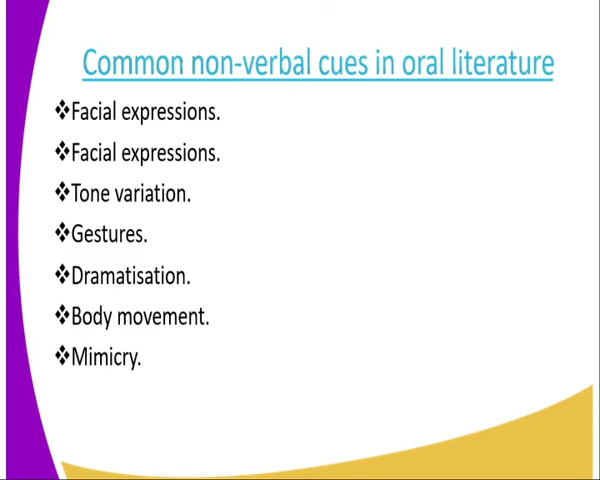 Common non-verbal cues in oral literature
❖Facial expressions.
❖Facial expressions.
❖Tone variation.
❖Gestures.
❖Dramatisation.
❖Body movement.
❖Mimicry.